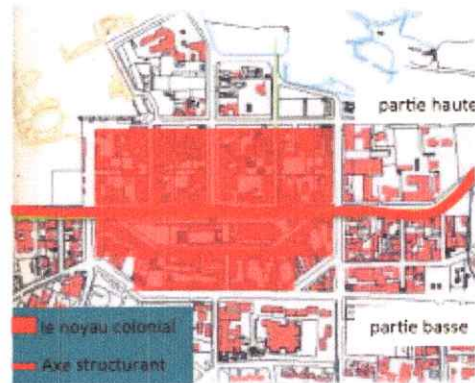 partie haute
partie basse
le noyau colonial
Axe structurant